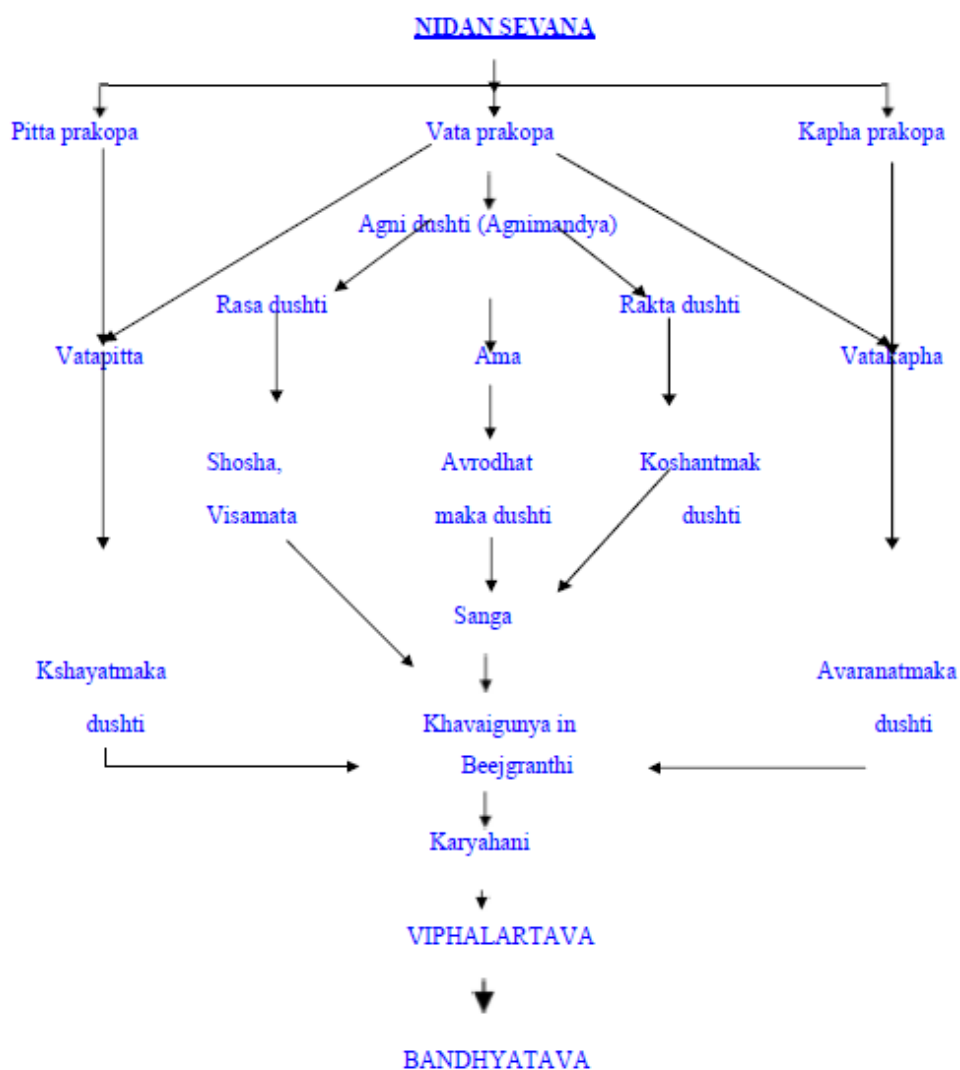 NIDAN SEVANA
Pitta prakopa
Vata prakopa
Kapha prakopa
Agni dushti (Agnimandya)
Rasa dushti
Rakta dushti
Vatapitta
Ama
Vatakapha
Shosha,
Visamata
Avrodhat
maka dushti
Koshantmak
dushti
Sanga
Kshayatmaka
dushti
Khavaigunya in
Beejgranthi
Avaranatmaka
dushti
Karyahani
VIPHALARTAVA
BANDHYATAVA